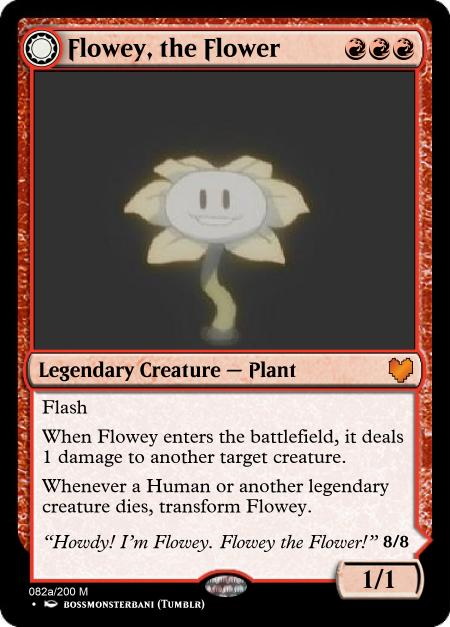 Flowey, the Flower
Legendary Creature — Plant
Flash
When Flowey enters the battlefield, it deals
1 damage to another target creature.
Whenever a Human or another legendary
creature dies, transform Flowey.
“Howdy! I'm Flowey. Flowey the Flower!” 8/8
1/1
082a/200 M
• BOSSMONSTERBANI (TUMBLR)